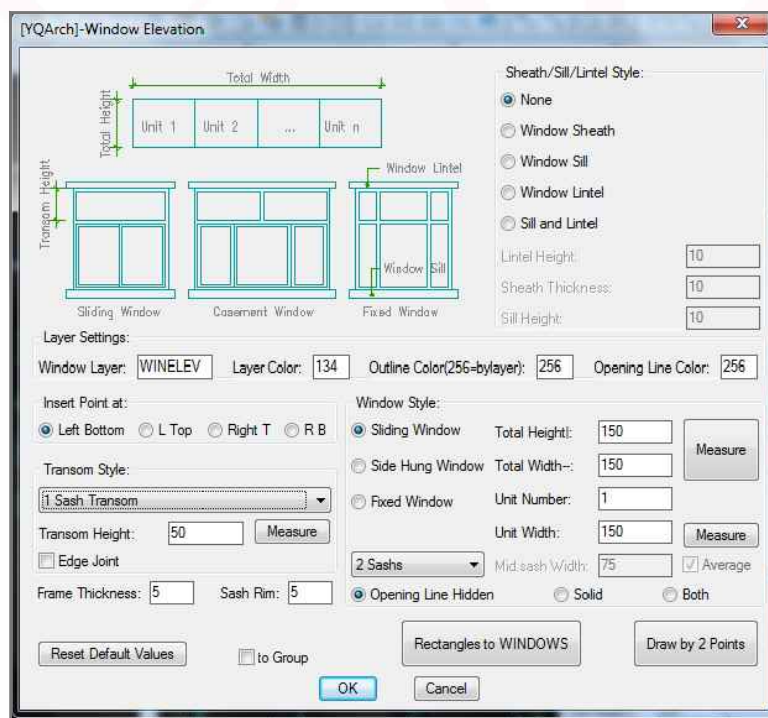 [YQArch]-Window Elevation
Total Width
Total Height
Unit 1 Unit 2 ... Unit n
Transom Height
Window Lintel
Window Sill
Sliding Window Casement Window Fixed Window
Sheath/Sill/Lintel Style:
None
Window Sheath
Window Sill
Window Lintel
Sill and Lintel
Lintel Height: 10
Sheath Thickness: 10
Sill Height: 10
Layer Settings:
Window Layer: WINELEV Layer Color: 134 Outline Color(256=bylayer): 256 Opening Line Color: 256
Insert Point at:
Left Bottom L Top Right T R B
Transom Style:
1 Sash Transom
Transom Height: 50 Measure
Edge Joint
Frame Thickness: 5 Sash Rim: 5
Window Style:
Sliding Window Total Height|: 150 Measure
Side Hung Window Total Width--: 150
Fixed Window Unit Number: 1
Unit Width: 150 Measure
2 Sashs Mid.sash Width: 75 Average
Opening Line Hidden Solid Both
Reset Default Values to Group Rectangles to WINDOWS Draw by 2 Points
OK Cancel